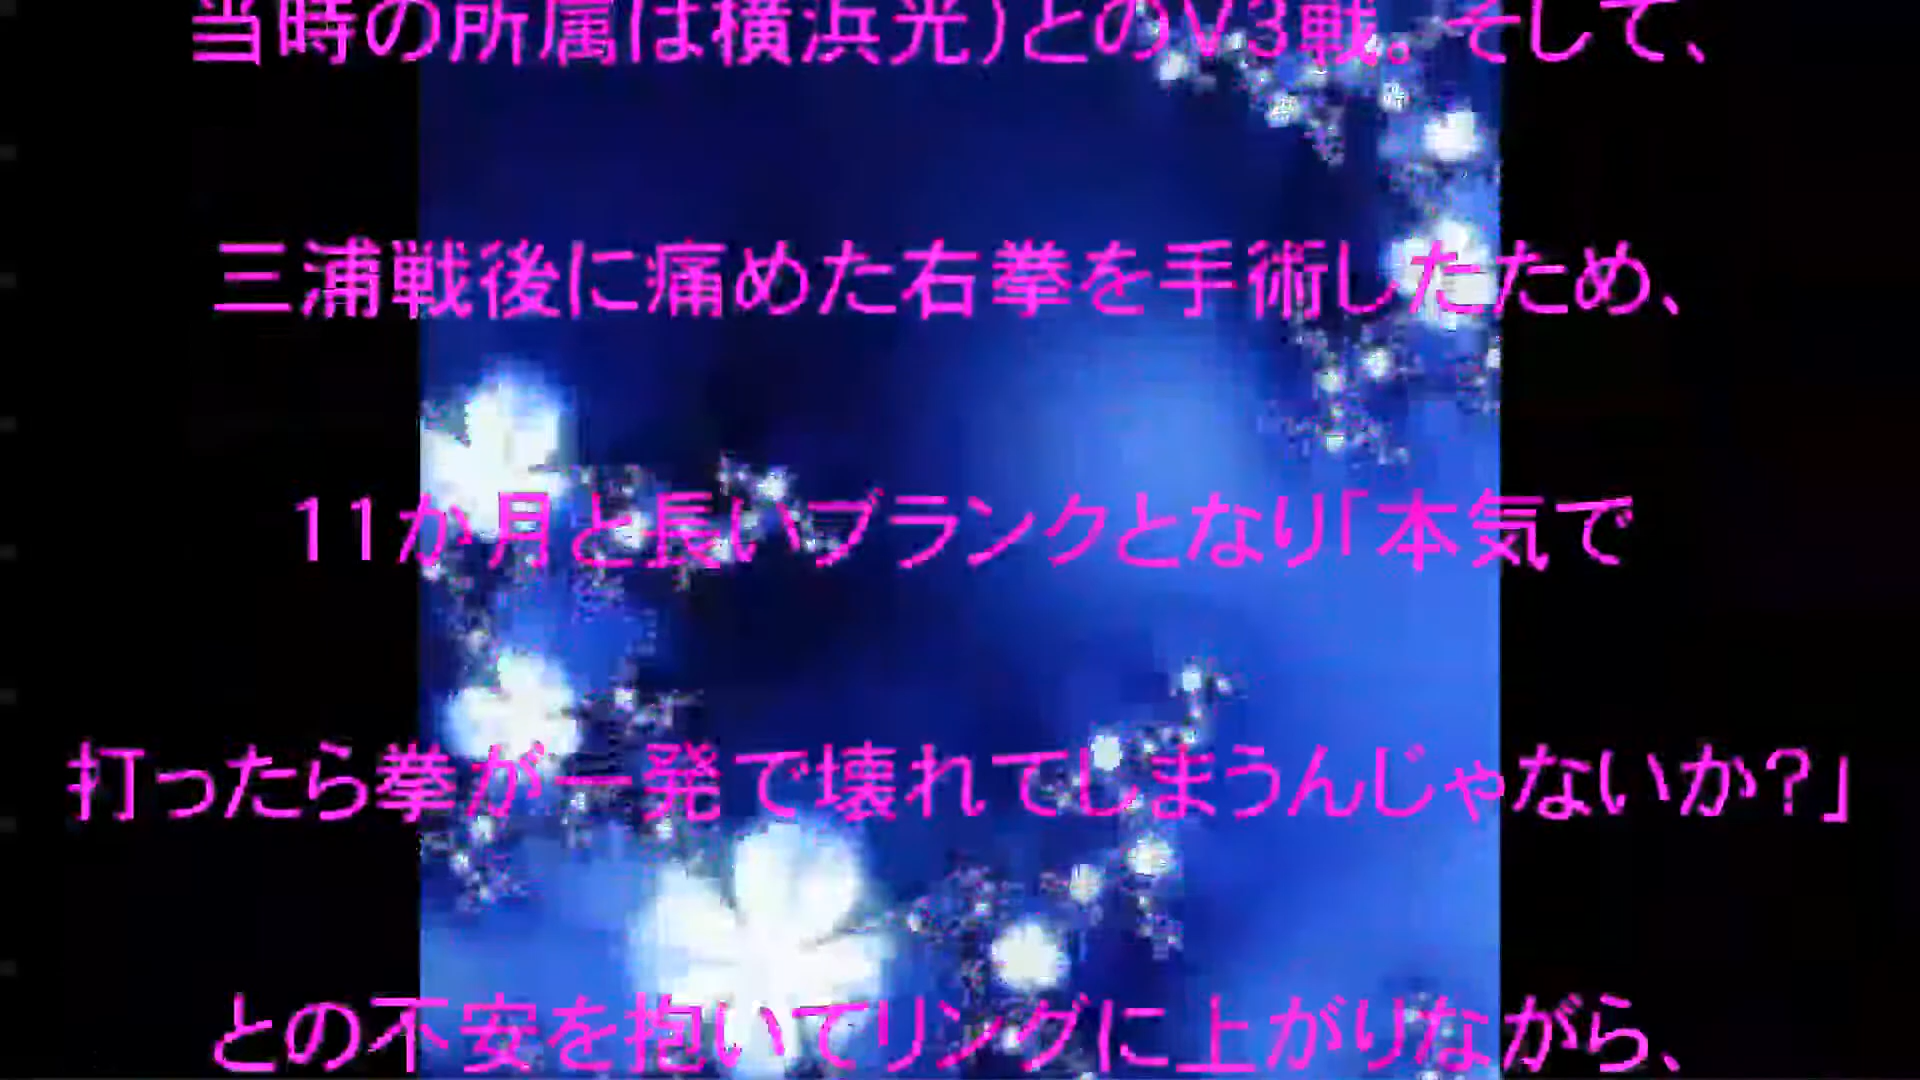 当時の所属は横浜光)とのV3戦。そして、
三浦戦後に痛めた右拳を手術したため、
11か月と長いブランクとなり「本気で
打ったら拳が一発で壊れてしまうんじゃないか?」
との不安を抱いてリングに上がりながら、